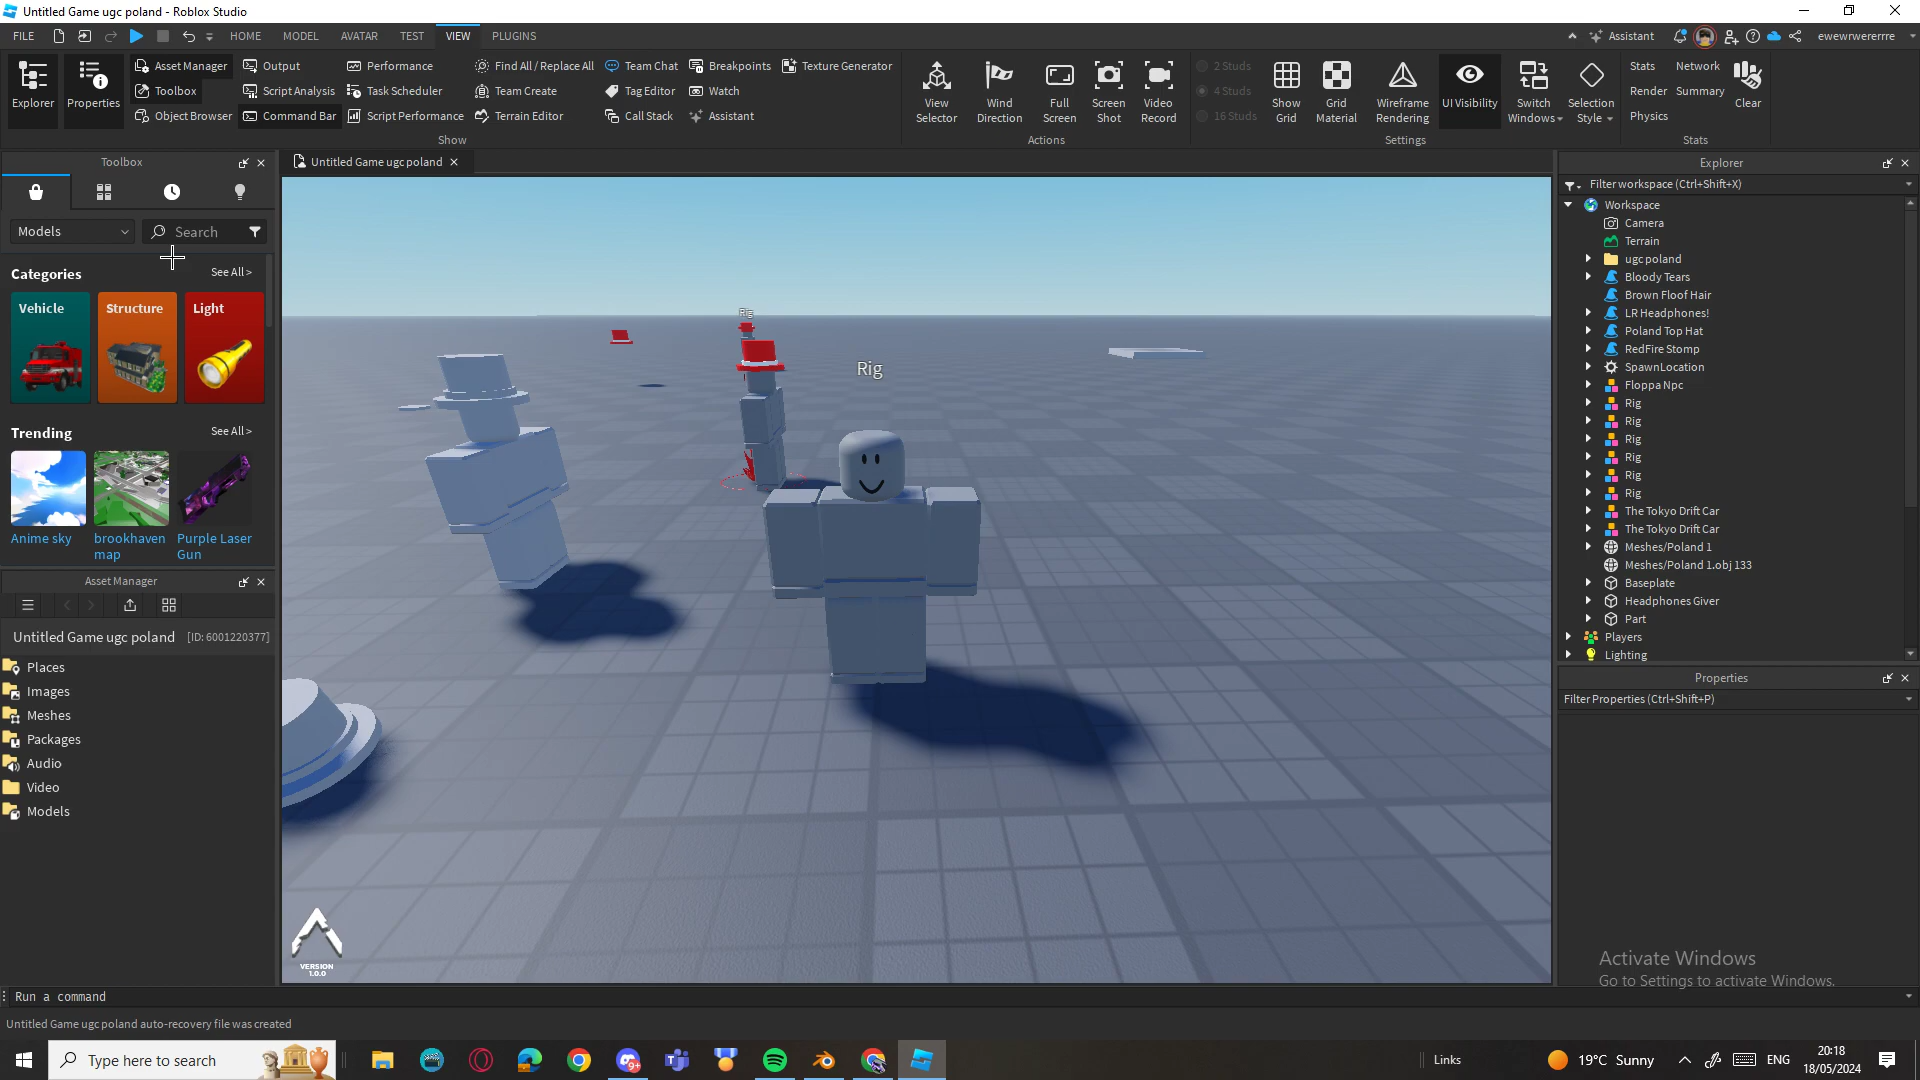 Untitled Game ugc poland - Roblox Studio
FILE HOME MODEL AVATAR TEST VIEW PLUGINS Assistant ewewrwererrre
Explorer
Properties
Asset Manager
Toolbox
Object Browser
Output
Script Analysis
Command Bar
Performance
Task Scheduler
Script Performance
Find All / Replace All
Team Create
Terrain Editor
Team Chat
Tag Editor
Call Stack
Breakpoints
Watch
Assistant
Texture Generator
Show
View
Selector
Wind
Direction
Full
Screen
Screen
Shot
Video
Record
Actions
2 Studs
4 Studs
16 Studs
Show
Grid
Grid
Material
Wireframe
Rendering
UI Visibility
Switch
Windows
Selection
Style
Settings
Stats
Render
Physics
Network
Summary
Clear
Stats
Toolbox
Models
Search
Categories
See All >
Vehicle
Structure
Light
Trending
See All >
Anime sky
brookhaven
map
Purple Laser
Gun
Asset Manager
Untitled Game ugc poland [ID: 6001220377]
Places
Images
Meshes
Packages
Audio
Video
Models
Untitled Game ugc poland
Rig
Rig
VERSION
1.0.0
Explorer
Filter workspace (Ctrl+Shift+X)
Workspace
Camera
Terrain
ugc poland
Bloody Tears
Brown Floof Hair
LR Headphones!
Poland Top Hat
RedFire Stomp
SpawnLocation
Floppa Npc
Rig
Rig
Rig
Rig
Rig
Rig
The Tokyo Drift Car
The Tokyo Drift Car
Meshes/Poland 1
Meshes/Poland 1.obj 133
Baseplate
Headphones Giver
Part
Players
Lighting
Properties
Filter Properties (Ctrl+Shift+P)
Activate Windows
Go to Settings to activate Windows.
Run a command
Untitled Game ugc poland auto-recovery file was created
Type here to search
9+
Links
19°C Sunny
ENG
20:18
18/05/2024